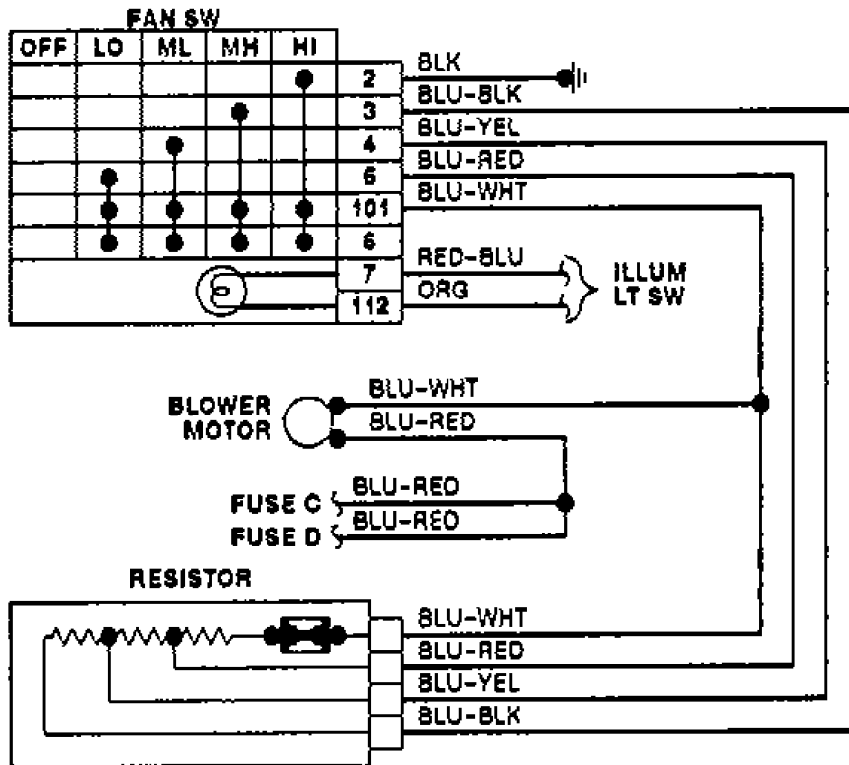 FAN SW
OFF LO ML MH HI
2 BLK
3 BLU-BLK
4 BLU-YEL
5 BLU-RED
101 BLU-WHT
6
7 RED-BLU
112 ORG
ILLUM
LT SW
BLOWER
MOTOR
BLU-WHT
BLU-RED
FUSE C BLU-RED
FUSE D BLU-RED
RESISTOR
BLU-WHT
BLU-RED
BLU-YEL
BLU-BLK